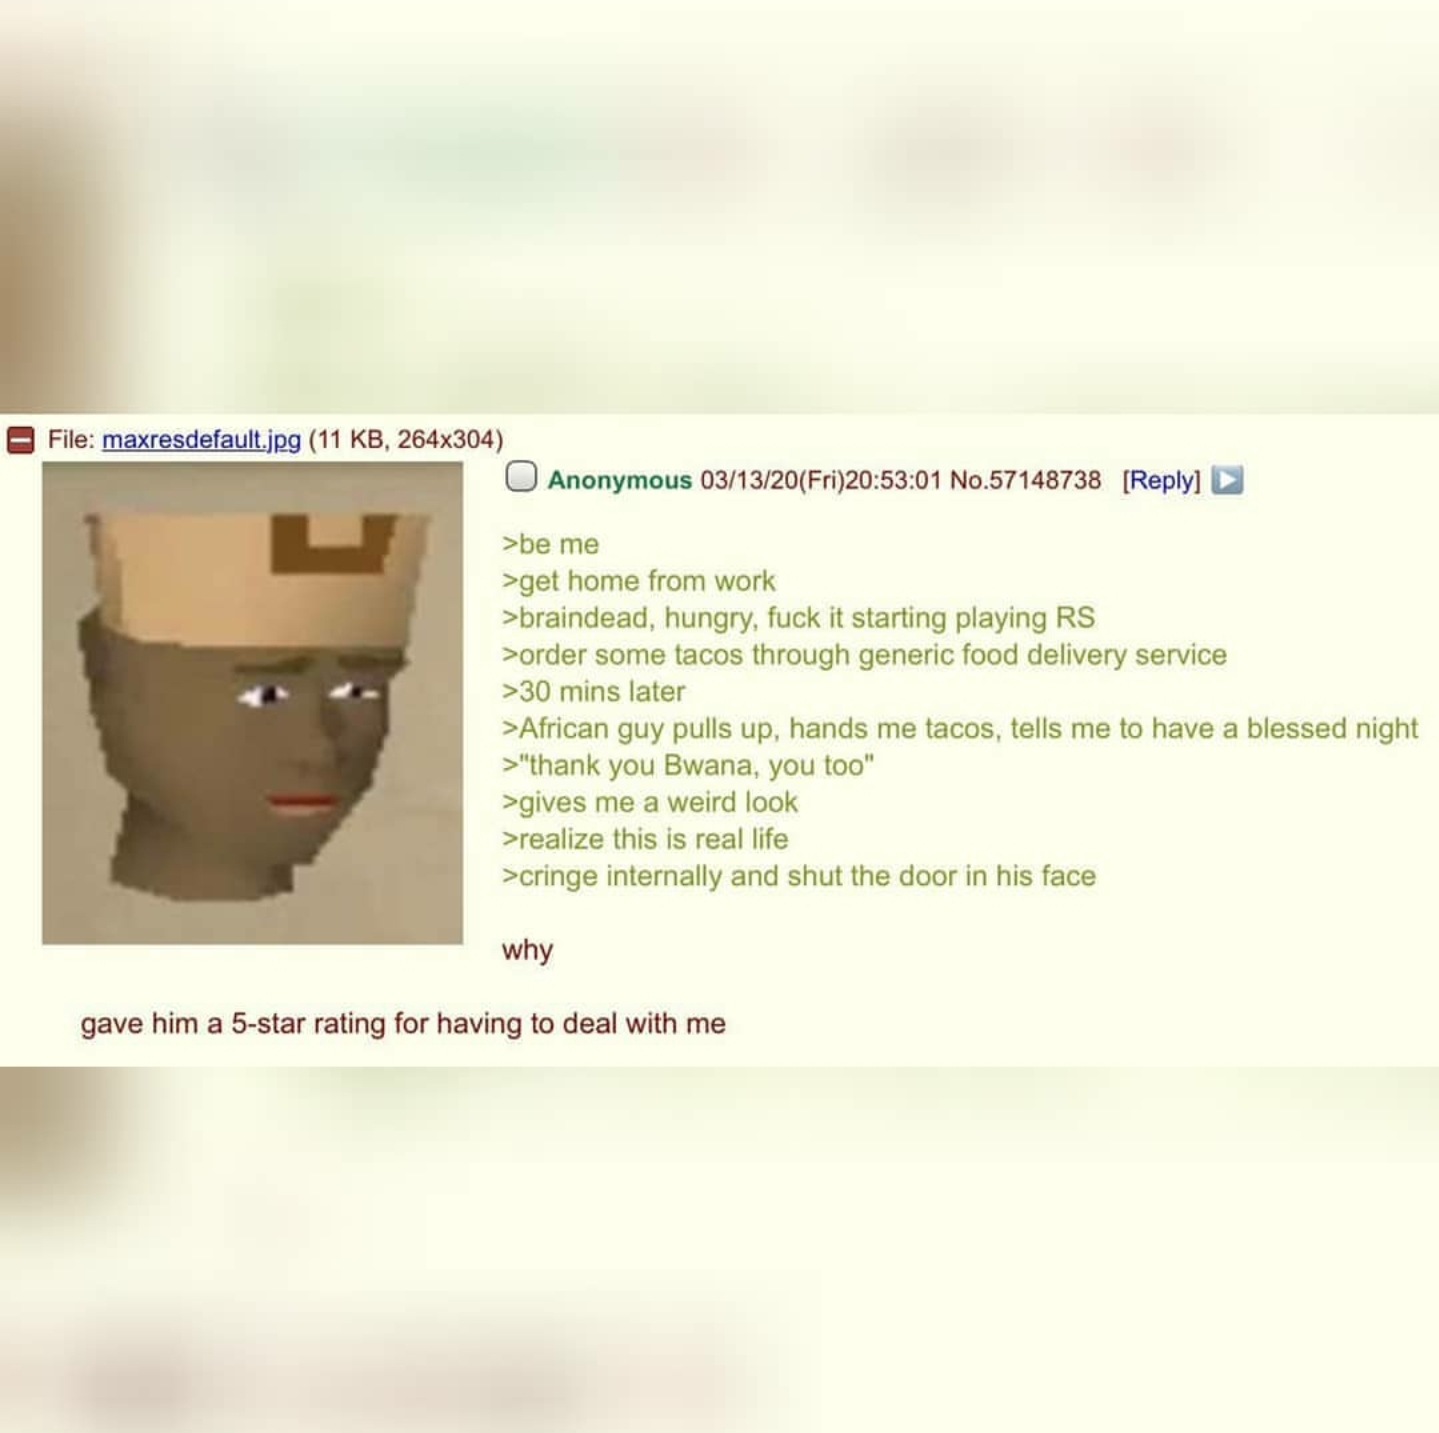 File: maxresdefault.jpg (11 KB, 264x304)
Anonymous 03/13/20(Fri)20:53:01 No.57148738 [Reply]
>be me
>get home from work
>braindead, hungry, fuck it starting playing RS
>order some tacos through generic food delivery service
>30 mins later
>African guy pulls up, hands me tacos, tells me to have a blessed night
>"thank you Bwana, you too"
>gives me a weird look
>realize this is real life
>cringe internally and shut the door in his face
why
gave him a 5-star rating for having to deal with me